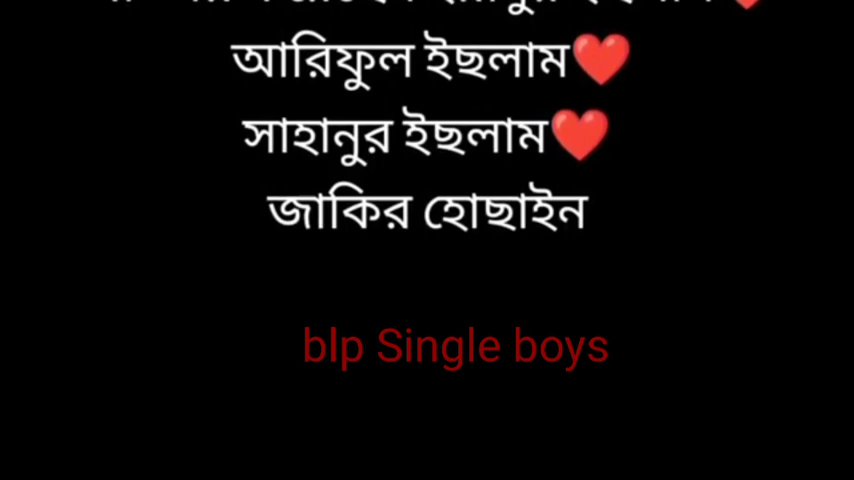 আরিফুল ইছলাম❤️
সাহানুর ইছলাম❤️
জাকির হোছাইন
blp Single boys